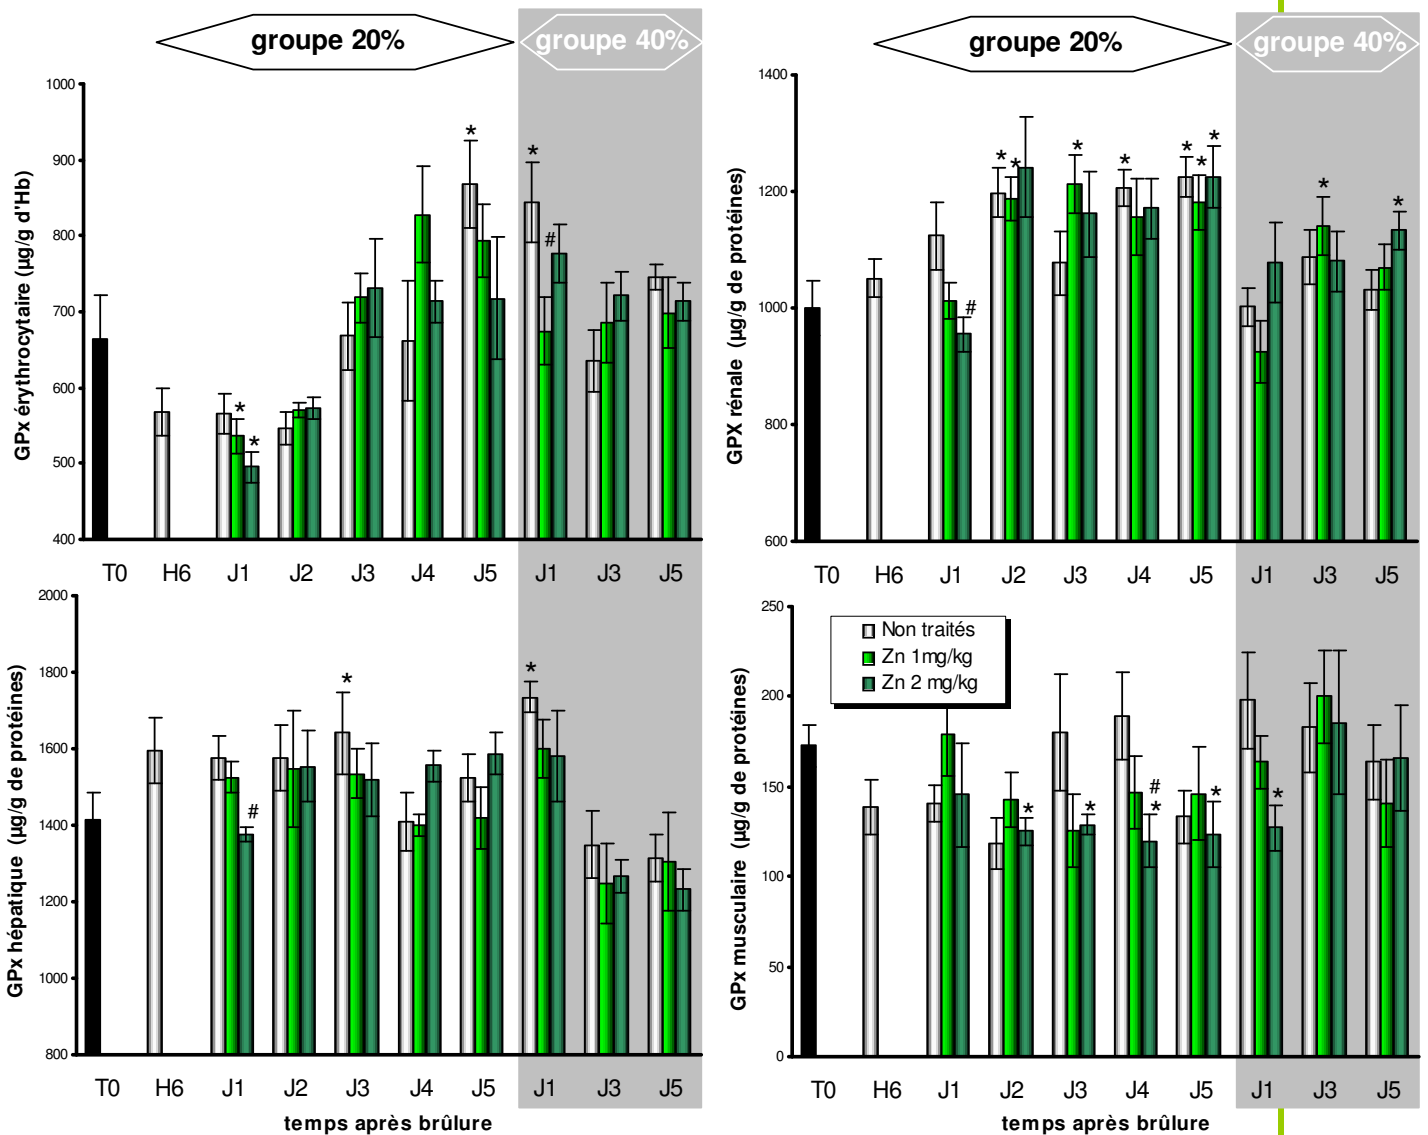 groupe 20%
groupe 40%
GPx érythrocytaire (µg/g d'Hb)
1000
900
800
700
600
500
400
*
*
*
*
#
T0 H6 J1 J2 J3 J4 J5 J1 J3 J5
groupe 20%
groupe 40%
GPX rénale (µg/g de protéines)
1400
1200
1000
800
600
#
*
*
*
*
*
*
*
*
*
T0 H6 J1 J2 J3 J4 J5 J1 J3 J5
GPx hépatique (µg/g de protéines)
2000
1800
1600
1400
1200
1000
800
#
*
*
T0 H6 J1 J2 J3 J4 J5 J1 J3 J5
temps après brûlure
GPx musculaire (µg/g de protéines)
250
200
150
100
50
0
Non traités
Zn 1mg/kg
Zn 2 mg/kg
*
*
#
*
*
*
T0 H6 J1 J2 J3 J4 J5 J1 J3 J5
temps après brûlure